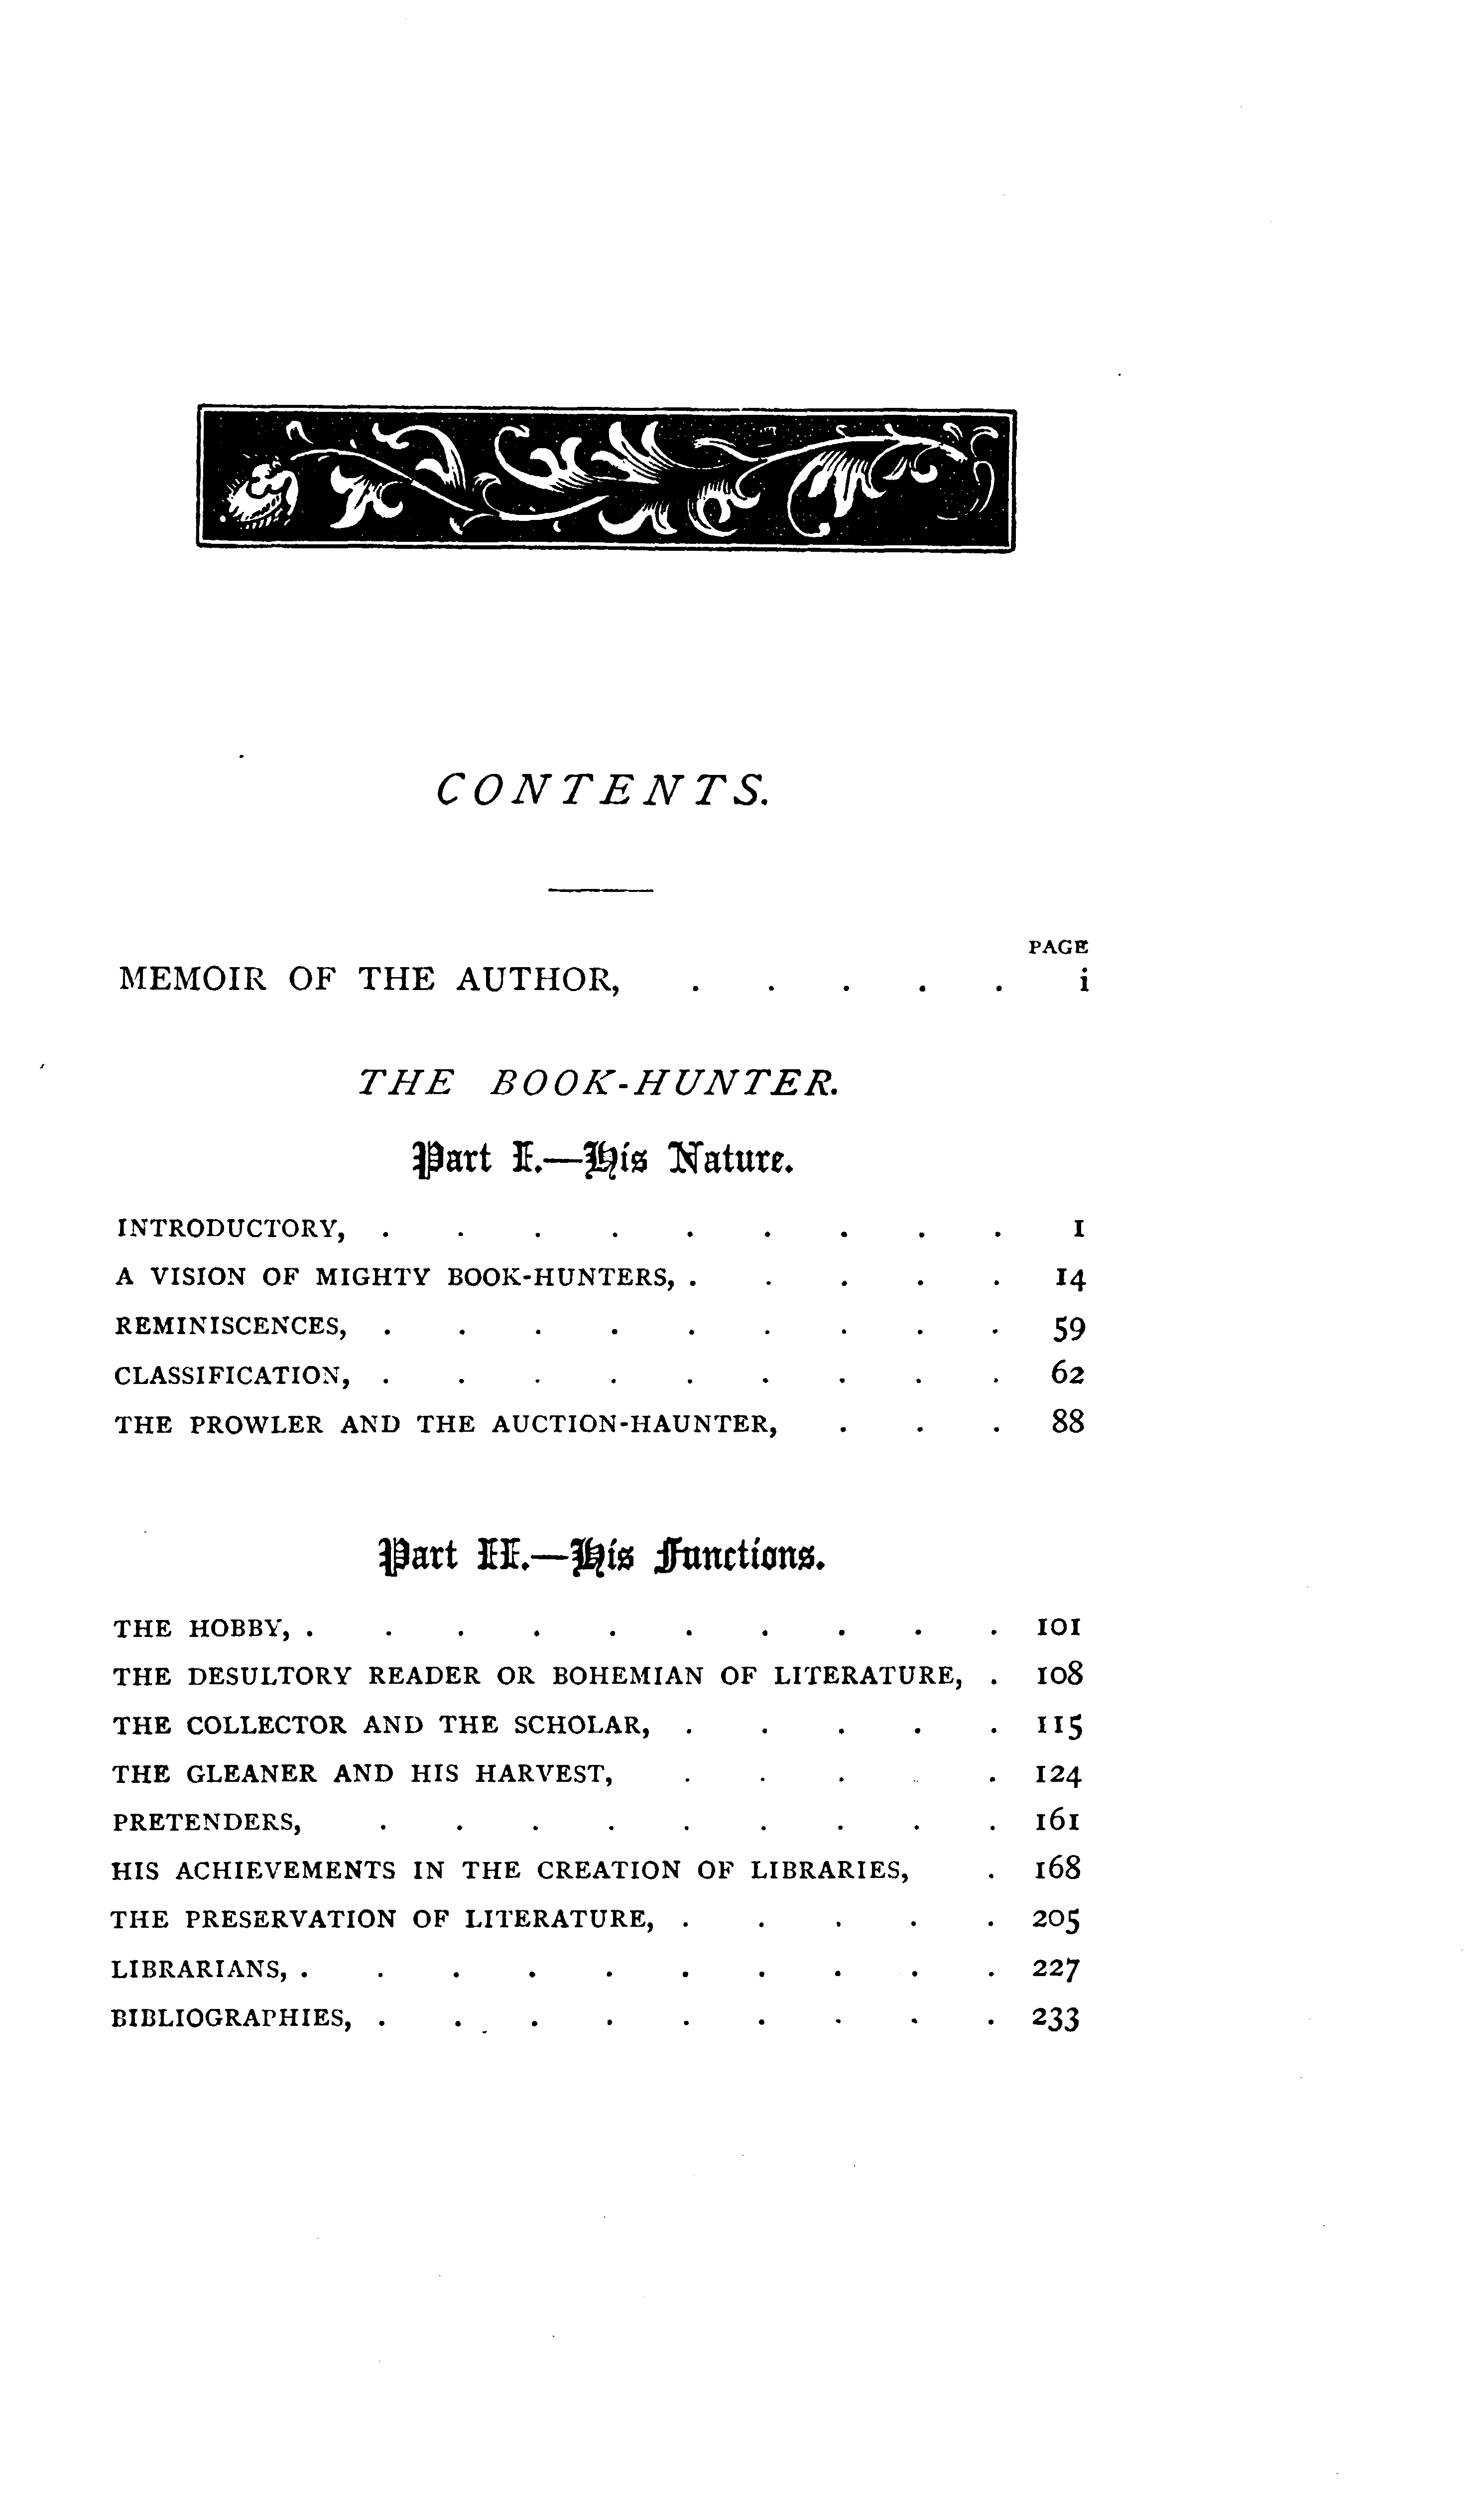 CONTENTS.
PAGE
MEMOIR OF THE AUTHOR, . . . . . i
THE BOOK-HUNTER.
Part I.—His Nature.
INTRODUCTORY, . . . . . . . . . 1
A VISION OF MIGHTY BOOK-HUNTERS, . . . . . 14
REMINISCENCES, . . . . . . . . . 59
CLASSIFICATION, . . . . . . . . . 62
THE PROWLER AND THE AUCTION-HAUNTER, . . . 88
Part II.—His Functions.
THE HOBBY, . . . . . . . . . . 101
THE DESULTORY READER OR BOHEMIAN OF LITERATURE, . 108
THE COLLECTOR AND THE SCHOLAR, . . . . . 115
THE GLEANER AND HIS HARVEST, . . . . . 124
PRETENDERS, . . . . . . . . . 161
HIS ACHIEVEMENTS IN THE CREATION OF LIBRARIES, . 168
THE PRESERVATION OF LITERATURE, . . . . . 205
LIBRARIANS, . . . . . . . . . . 227
BIBLIOGRAPHIES, . . . . . . . . . 233